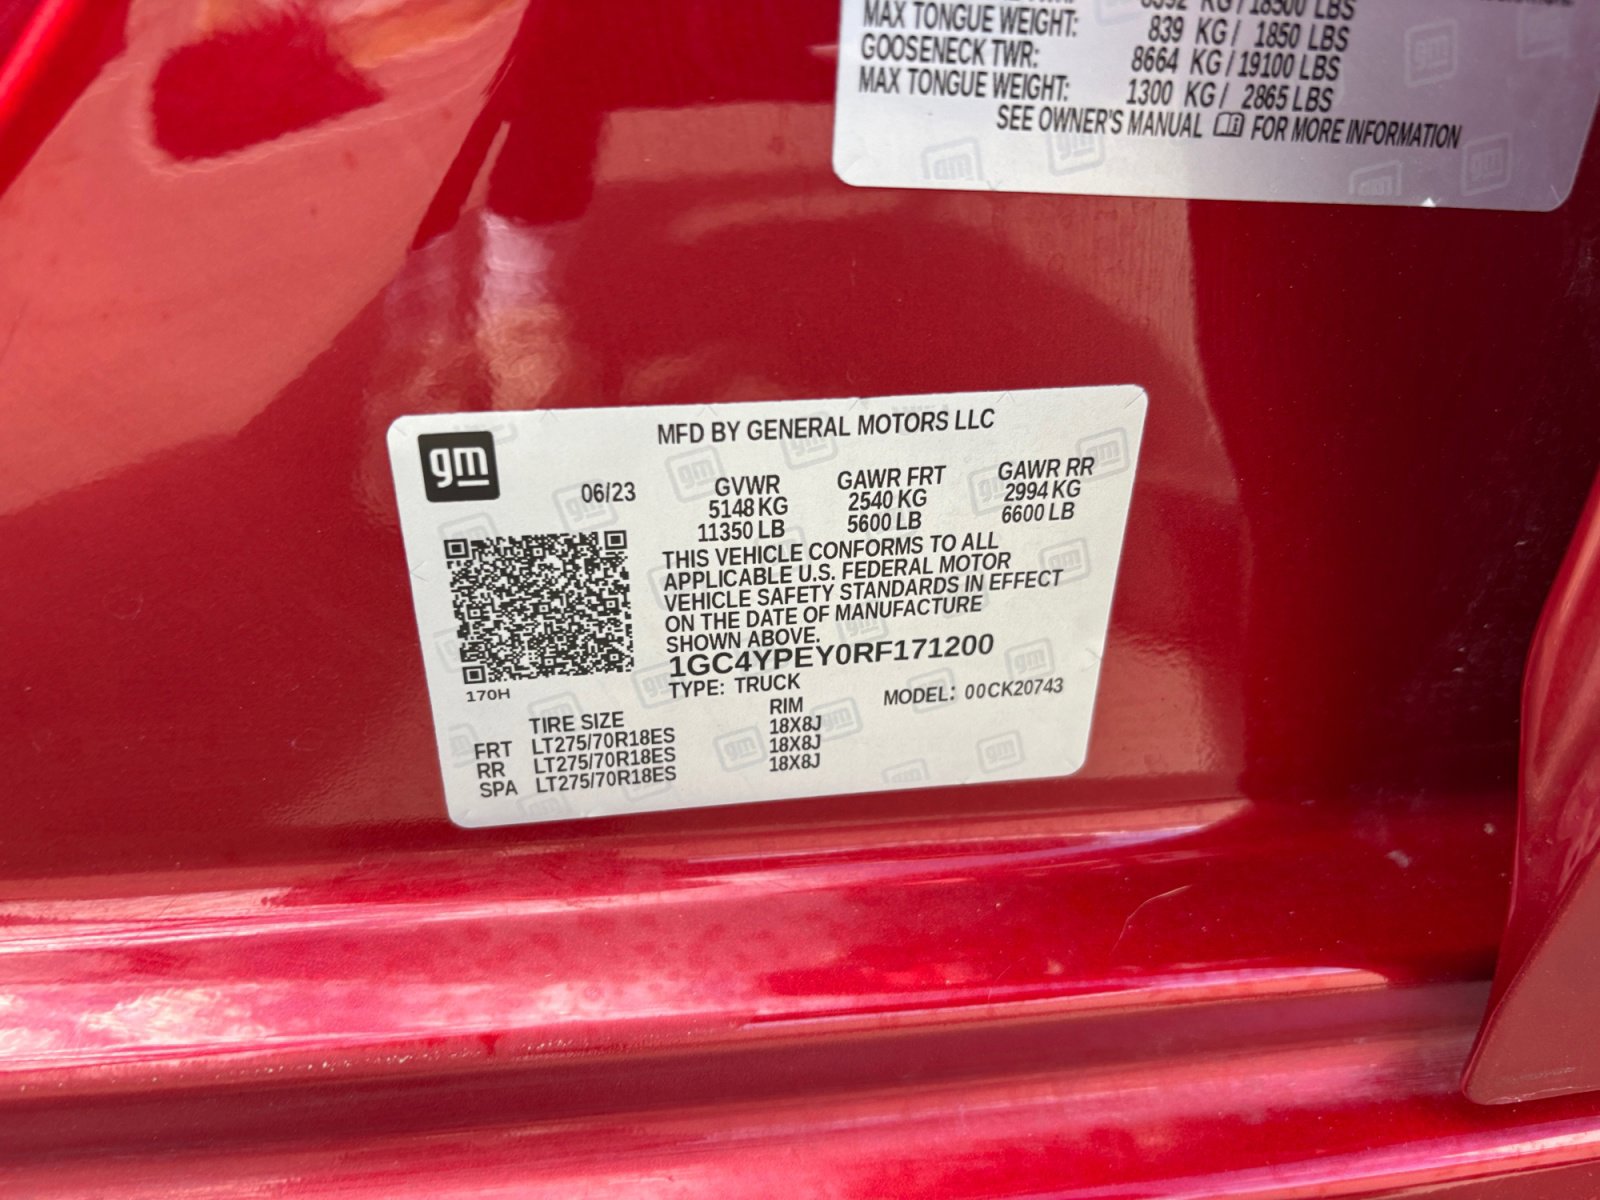 8392 KG / 18500 LBS
MAX TONGUE WEIGHT: 839 KG / 1850 LBS
GOOSENECK TWR: 8664 KG / 19100 LBS
MAX TONGUE WEIGHT: 1300 KG / 2865 LBS
SEE OWNER'S MANUAL FOR MORE INFORMATION
gm
MFD BY GENERAL MOTORS LLC
06/23
GVWR GAWR FRT GAWR RR
5148 KG 2540 KG 2994 KG
11350 LB 5600 LB 6600 LB
THIS VEHICLE CONFORMS TO ALL
APPLICABLE U.S. FEDERAL MOTOR
VEHICLE SAFETY STANDARDS IN EFFECT
ON THE DATE OF MANUFACTURE
SHOWN ABOVE.
1GC4YPEY0RF171200
170H
TYPE: TRUCK MODEL: 00CK20743
TIRE SIZE RIM
FRT LT275/70R18ES 18X8J
RR LT275/70R18ES 18X8J
SPA LT275/70R18ES 18X8J